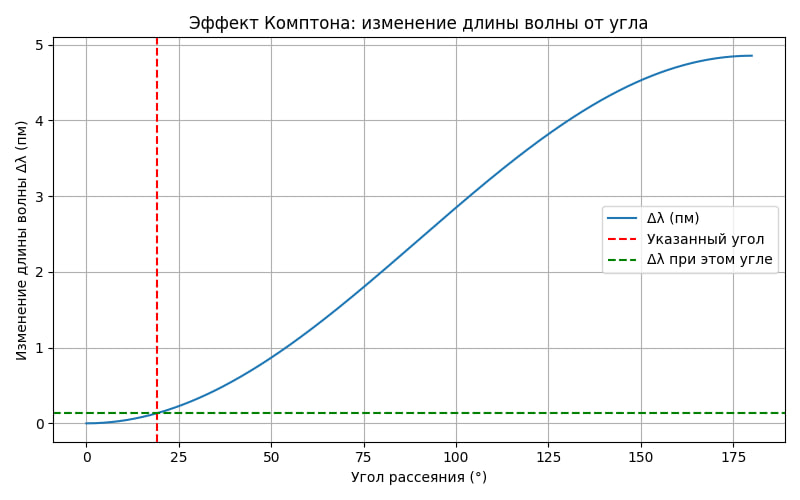 Эффект Комптона: изменение длины волны от угла
Изменение длины волны Δλ (пм)
5
4
3
2
1
0
Δλ (пм)
Указанный угол
Δλ при этом угле
0 25 50 75 100 125 150 175
Угол рассеяния (°)